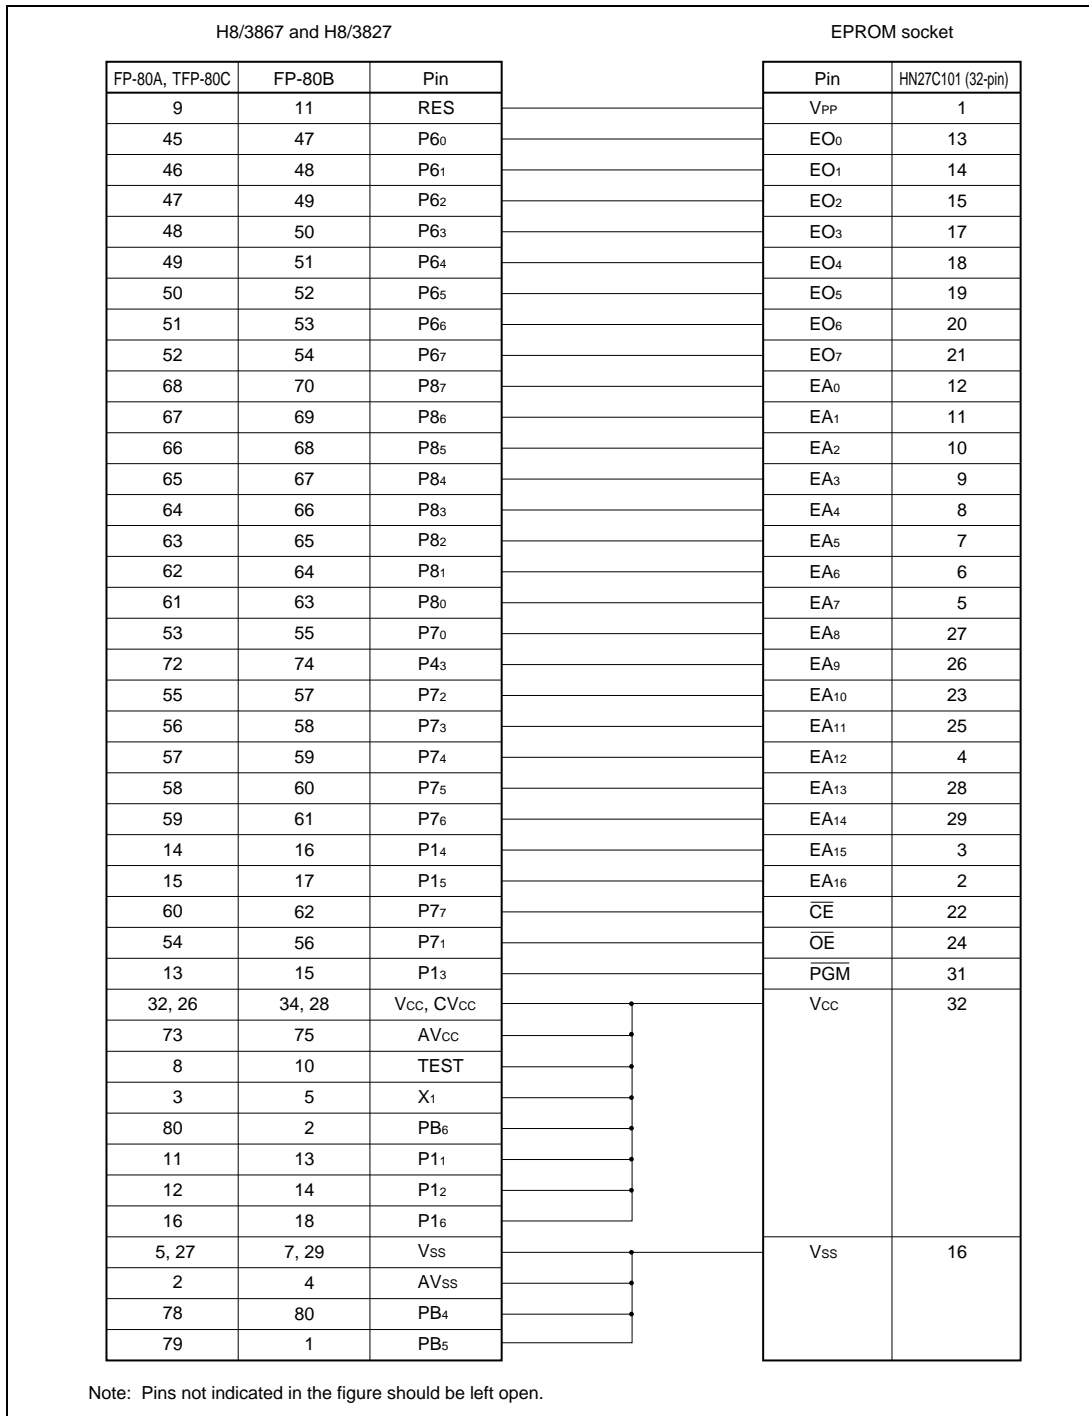 H8/3867 and H8/3827 EPROM socket
FP-80A, TFP-80C FP-80B Pin Pin HN27C101 (32-pin)
9 11 RES VPP 1
45 47 P60 EO0 13
46 48 P61 EO1 14
47 49 P62 EO2 15
48 50 P63 EO3 17
49 51 P64 EO4 18
50 52 P65 EO5 19
51 53 P66 EO6 20
52 54 P67 EO7 21
68 70 P87 EA0 12
67 69 P86 EA1 11
66 68 P85 EA2 10
65 67 P84 EA3 9
64 66 P83 EA4 8
63 65 P82 EA5 7
62 64 P81 EA6 6
61 63 P80 EA7 5
53 55 P70 EA8 27
72 74 P43 EA9 26
55 57 P72 EA10 23
56 58 P73 EA11 25
57 59 P74 EA12 4
58 60 P75 EA13 28
59 61 P76 EA14 29
14 16 P14 EA15 3
15 17 P15 EA16 2
60 62 P77 CE 22
54 56 P71 OE 24
13 15 P13 PGM 31
32, 26 34, 28 VCC, CVCC VCC 32
73 75 AVCC
8 10 TEST
3 5 X1
80 2 PB6
11 13 P11
12 14 P12
16 18 P16
5, 27 7, 29 VSS VSS 16
2 4 AVSS
78 80 PB4
79 1 PB5
Note: Pins not indicated in the figure should be left open.